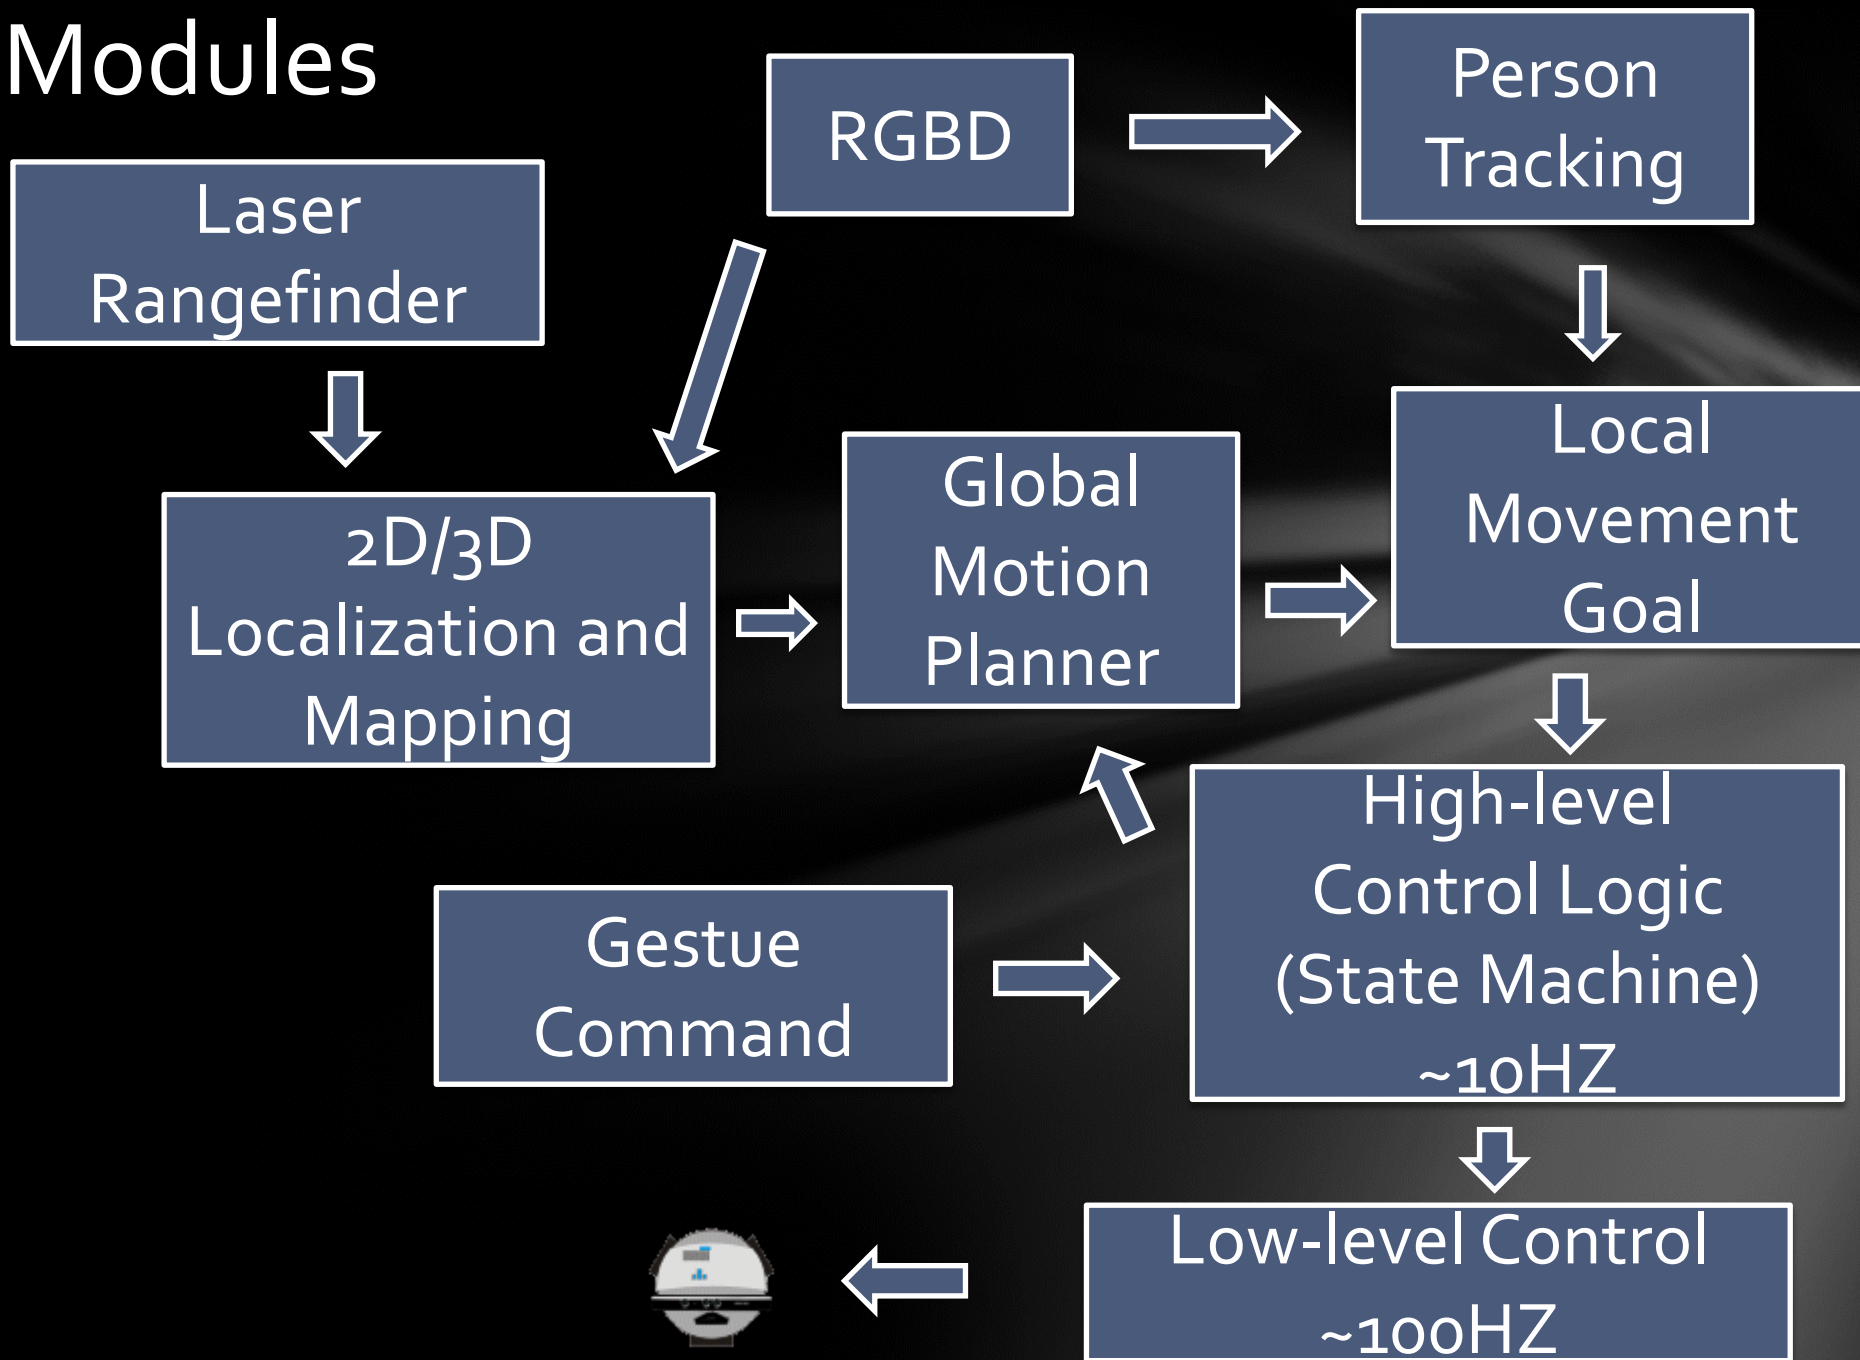 Modules
RGBD
Person
Tracking
Laser
Rangefinder
2D/3D
Localization and
Mapping
Global
Motion
Planner
Local
Movement
Goal
Gestue
Command
High-level
Control Logic
(State Machine)
~10HZ
Low-level Control
~100HZ